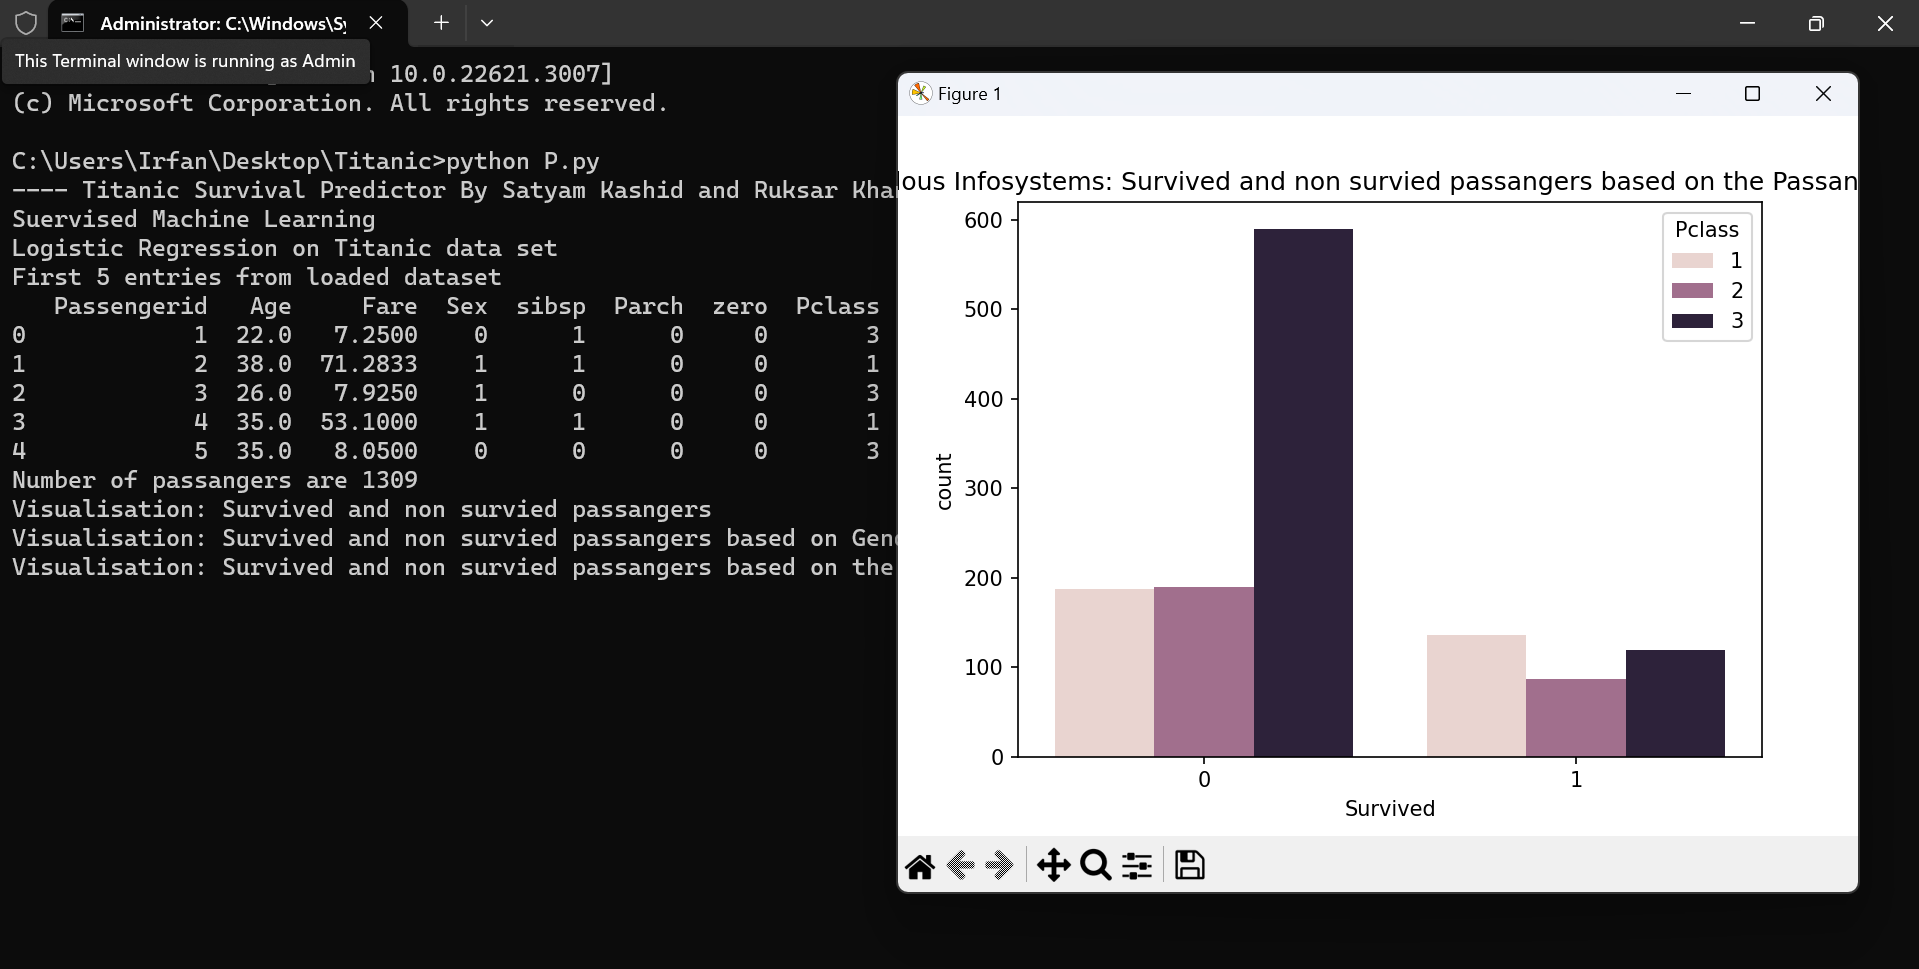 Administrator: C:\Windows\Sy
This Terminal window is running as Admin
10.0.22621.3007]
(c) Microsoft Corporation. All rights reserved.
C:\Users\Irfan\Desktop\Titanic>python P.py
---- Titanic Survival Predictor By Satyam Kashid and Ruksar Kha
Suervised Machine Learning
Logistic Regression on Titanic data set
First 5 entries from loaded dataset
Passengerid Age Fare Sex sibsp Parch zero Pclass
0 1 22.0 7.2500 0 1 0 0 3
1 2 38.0 71.2833 1 1 0 0 1
2 3 26.0 7.9250 1 0 0 0 3
3 4 35.0 53.1000 1 1 0 0 1
4 5 35.0 8.0500 0 0 0 0 3
Number of passangers are 1309
Visualisation: Survived and non survied passangers
Visualisation: Survived and non survied passangers based on Gen
Visualisation: Survived and non survied passangers based on the
Figure 1
lous Infosystems: Survived and non survied passangers based on the Passan
Pclass
1
2
3
600
500
400
300
200
100
0
count
0 1
Survived